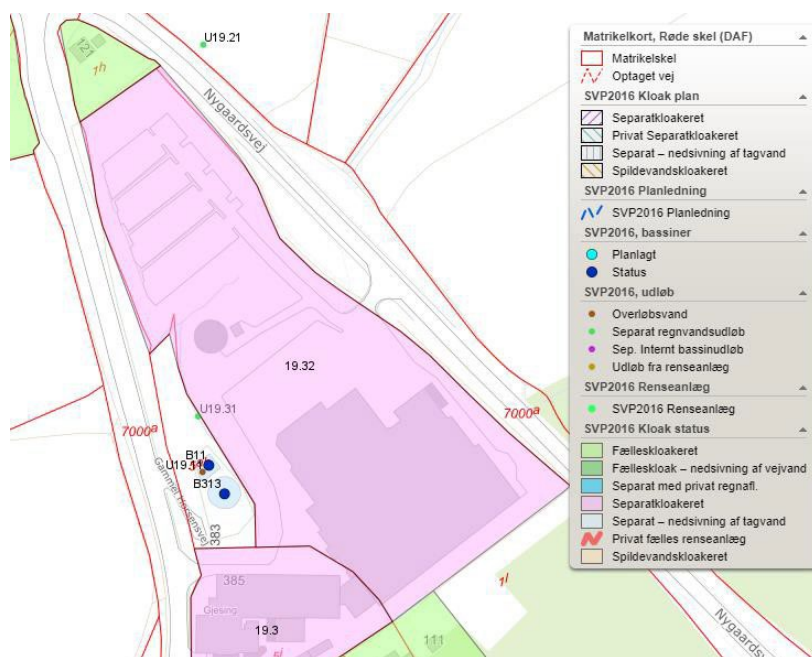 U19.21
121
1h
Nygaardsvej
19.32
U19.31
7000a
7000a
B11
U19.11
B313
Gammel Horsensvej
383
385
Gjesing
19.3
111
1l
Nygaardsvej
Matrikelkort, Røde skel (DAF)
Matrikelskel
Optaget vej
SVP2016 Kloak plan
Separatkloakeret
Privat Separatkloakeret
Separat – nedsivning af tagvand
Spildevandskloakeret
SVP2016 Planledning
SVP2016 Planledning
SVP2016, bassiner
Planlagt
Status
SVP2016, udløb
Overløbsvand
Separat regnvandsudløb
Sep. Internt bassinudløb
Udløb fra renseanlæg
SVP2016 Renseanlæg
SVP2016 Renseanlæg
SVP2016 Kloak status
Fælleskloakeret
Fælleskloak – nedsivning af vejvand
Separat med privat regnafl.
Separatkloakeret
Separat – nedsivning af tagvand
Privat fælles renseanlæg
Spildevandskloakeret